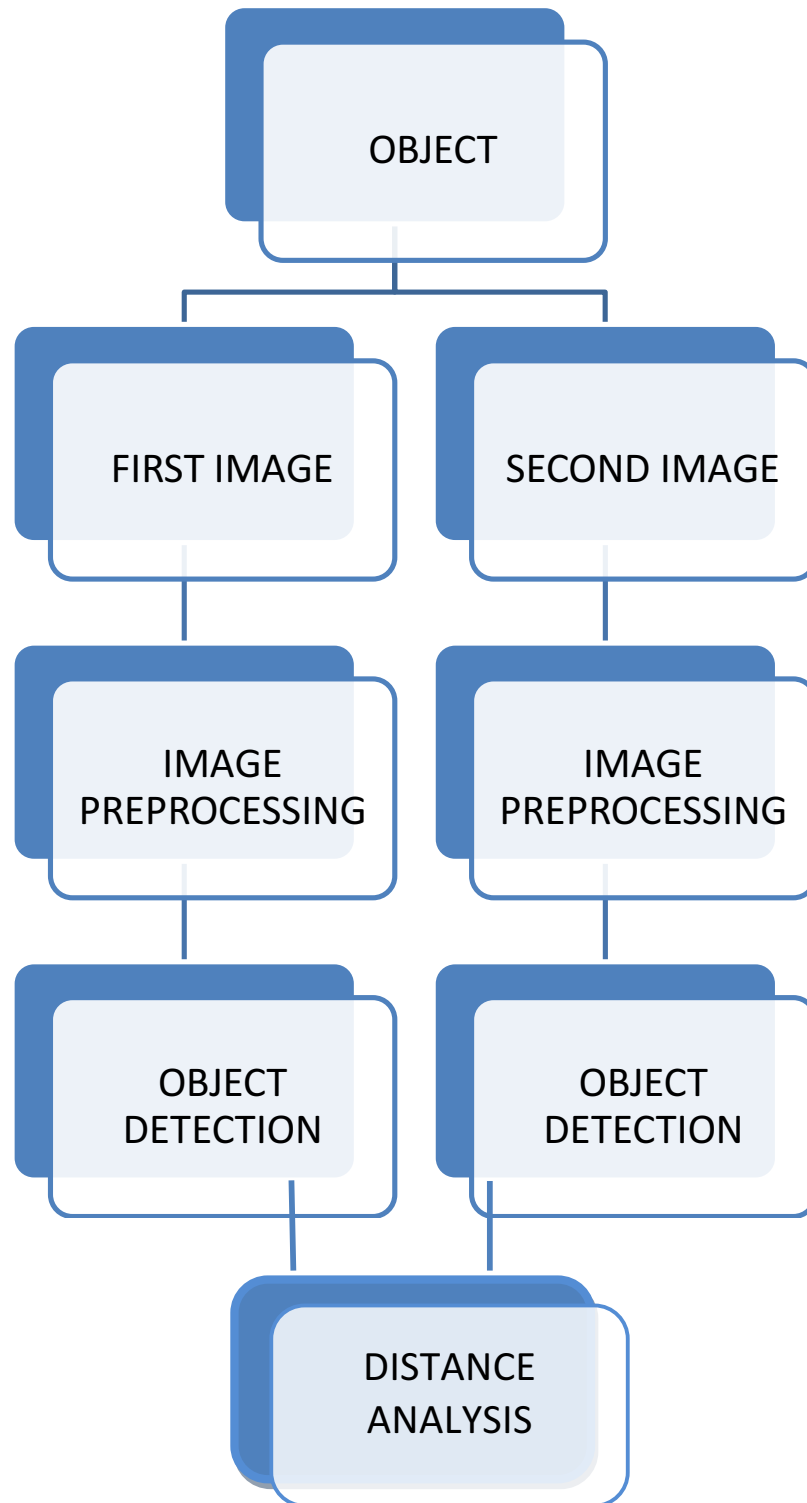 OBJECT
FIRST IMAGE
SECOND IMAGE
IMAGE
PREPROCESSING
IMAGE
PREPROCESSING
OBJECT
DETECTION
OBJECT
DETECTION
DISTANCE
ANALYSIS